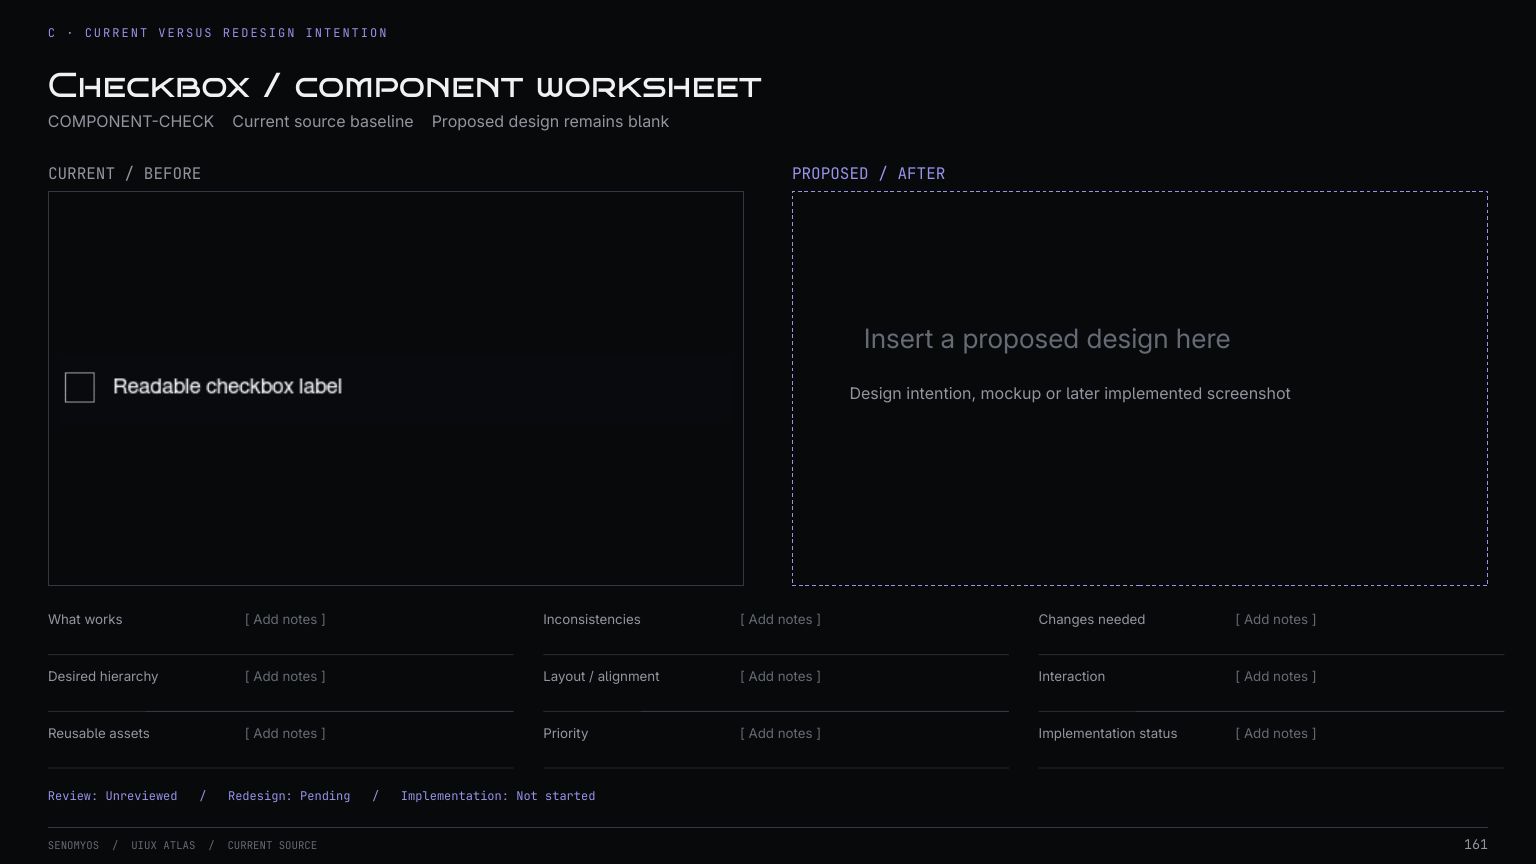 C · CURRENT VERSUS REDESIGN INTENTION
Checkbox / component worksheet
COMPONENT-CHECK Current source baseline Proposed design remains blank
CURRENT / BEFORE
Readable checkbox label
PROPOSED / AFTER
Insert a proposed design here
Design intention, mockup or later implemented screenshot
What works [ Add notes ]
Inconsistencies [ Add notes ]
Changes needed [ Add notes ]
Desired hierarchy [ Add notes ]
Layout / alignment [ Add notes ]
Interaction [ Add notes ]
Reusable assets [ Add notes ]
Priority [ Add notes ]
Implementation status [ Add notes ]
Review: Unreviewed / Redesign: Pending / Implementation: Not started
SENOMYOS / UIUX ATLAS / CURRENT SOURCE
161